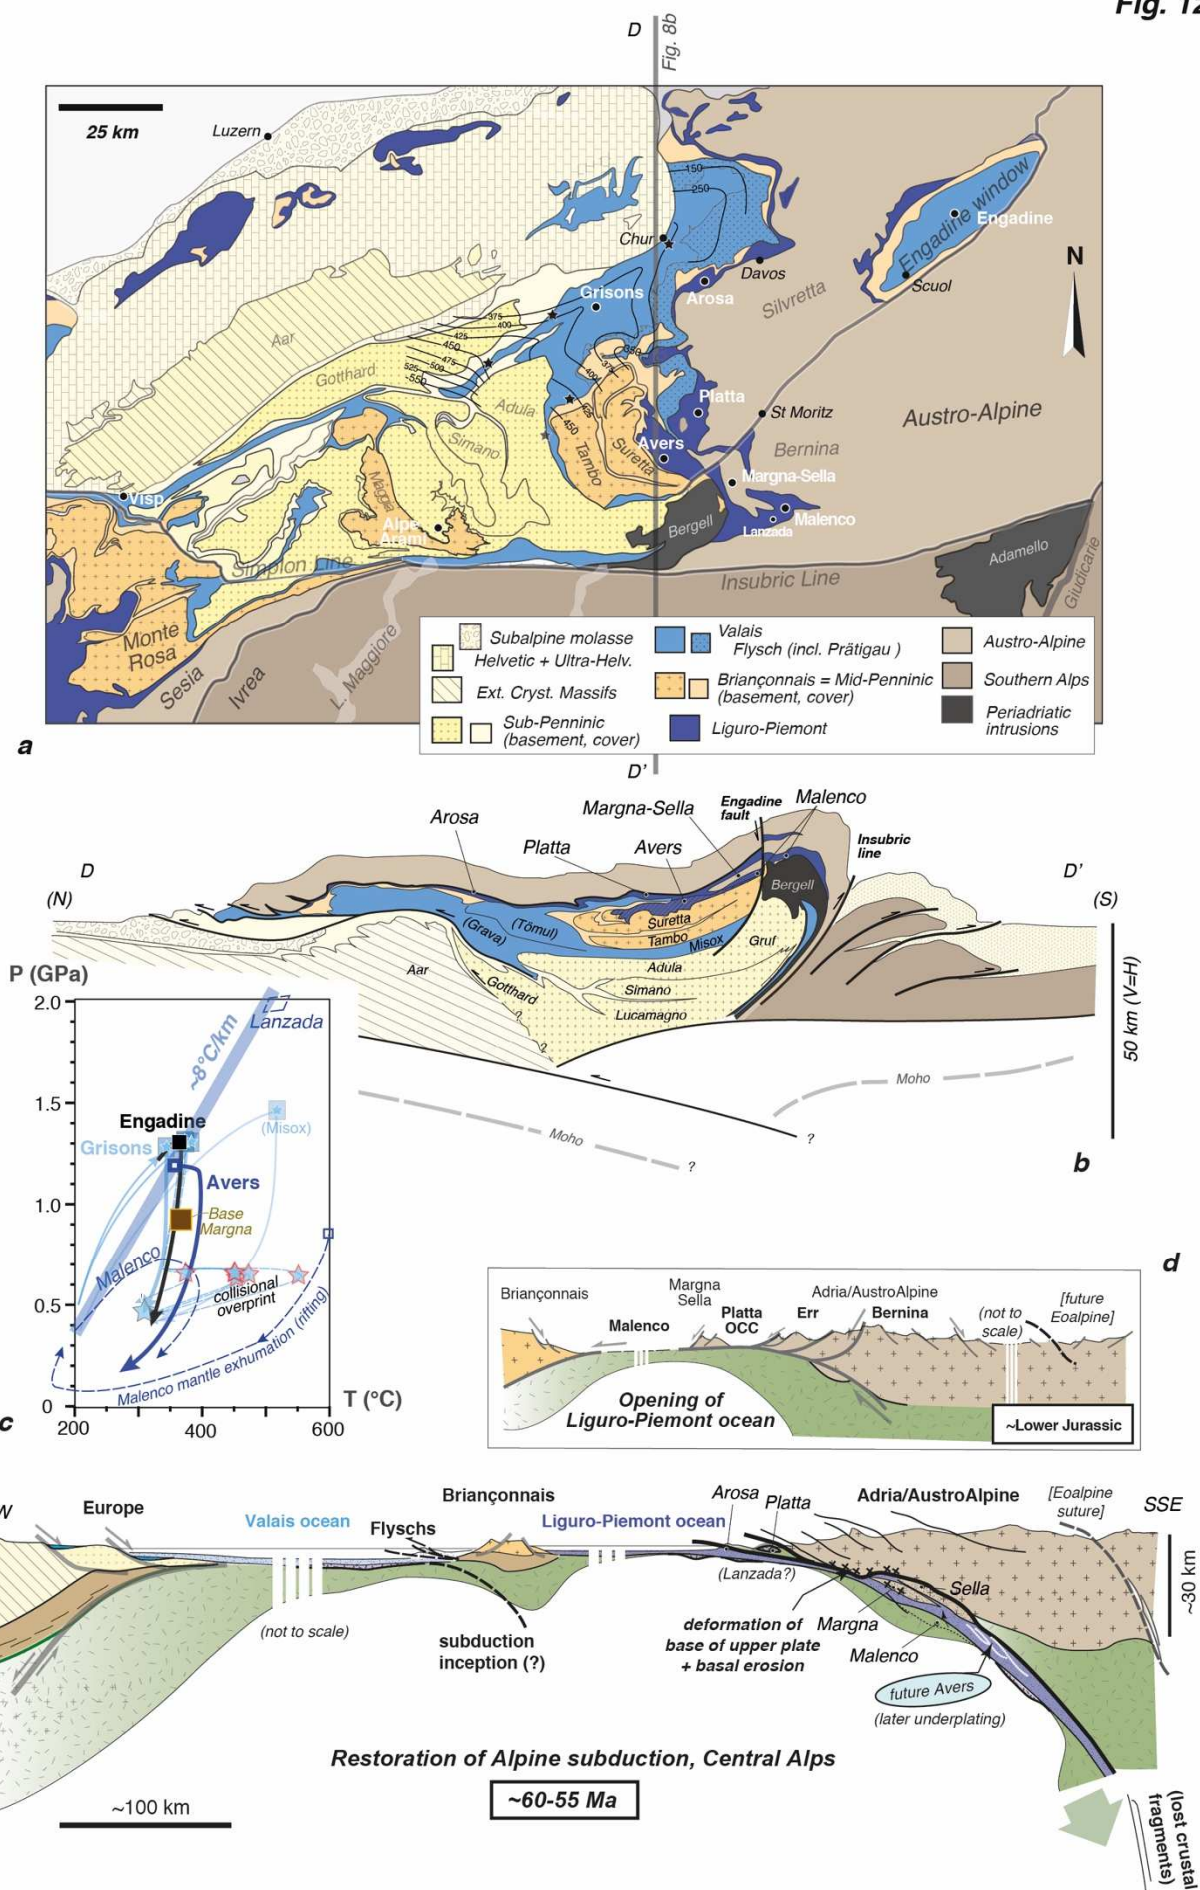 Fig. 12
D
Fig. 8b
25 km
Luzern
150
250
Engadine window
Engadine
Chur
Davos
N
Grisons
Arosa
Scuol
Silvretta
375
400
Aar
425
450
475
500
525
550
350
375
400
Gotthard
Platta
Adula
425
St Moritz
Austro-Alpine
450
Simano
Avers
Suretta
Tambo
Bernina
Margna-Sella
Maggia
Visp
Malenco
Alpe
Arami
Bergell
Lanzada
Adamello
Simplon Line
Insubric Line
Giudicarie
Monte
Rosa
Sesia
Ivrea
L. Maggiore
Subalpine molasse
Helvetic + Ultra-Helv.
Ext. Cryst. Massifs
Sub-Penninic
(basement, cover)
Valais
Flysch (incl. Prätigau )
Briançonnais = Mid-Penninic
(basement, cover)
Liguro-Piemont
Austro-Alpine
Southern Alps
Periadriatic
intrusions
a
D'
Engadine
fault
Malenco
Margna-Sella
Arosa
Platta
Avers
Insubric
line
D
(N)
D'
(S)
Bergell
Suretta
(Tömul)
(Grava)
Tambo
Misox
Gruf
Aar
Adula
Gotthard
Simano
Lucamagno
?
?
50 km (V=H)
Moho
Moho
?
?
b
P (GPa)
2.0
Lanzada
~8°C/km
1.5
Engadine
(Misox)
Grisons
Avers
1.0
Base
Margna
Malenco
collisional
overprint
0.5
Malenco mantle exhumation (rifting)
0
T (°C)
200
400
600
c
d
Briançonnais
Margna
Sella
Adria/AustroAlpine
[future
Eoalpine]
Malenco
Platta
OCC
Err
Bernina
(not to
scale)
Opening of
Liguro-Piemont ocean
~Lower Jurassic
W
Europe
Briançonnais
Arosa
Platta
Adria/AustroAlpine
[Eoalpine
suture]
SSE
Valais ocean
Flyschs
Liguro-Piemont ocean
(Lanzada?)
Sella
~30 km
(not to scale)
subduction
inception (?)
deformation of
base of upper plate
+ basal erosion
Margna
Malenco
future Avers
(later underplating)
Restoration of Alpine subduction, Central Alps
~60-55 Ma
~100 km
(lost crustal
fragments)